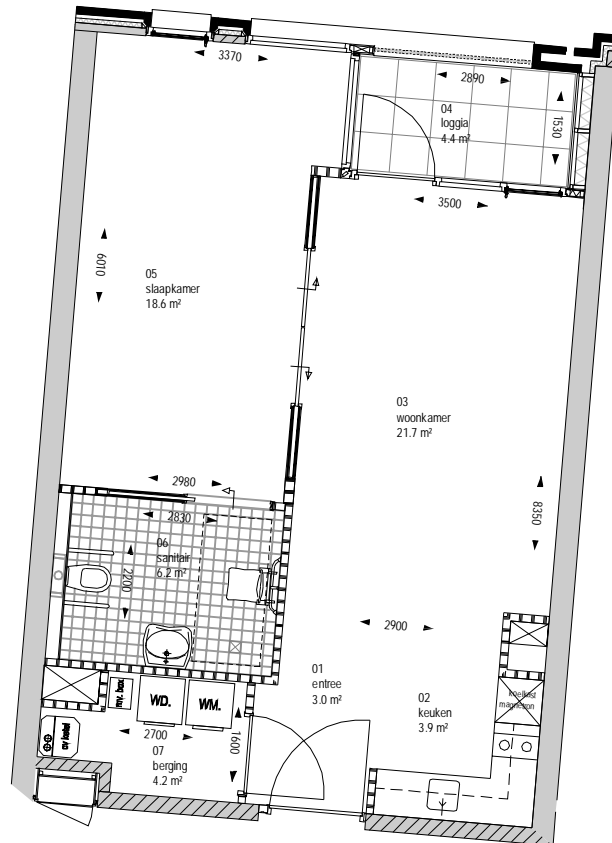 3370
2890
04
loggia
4.4 m²
1530
3500
6010
05
slaapkamer
18.6 m²
03
woonkamer
21.7 m²
2980
8350
2830
06
sanitair
6.2 m²
2200
2900
01
entree
3.0 m²
02
keuken
3.9 m²
koelkast
magnetron
mv. box
WD.
WM.
cv ketel
2700
1600
07
berging
4.2 m²